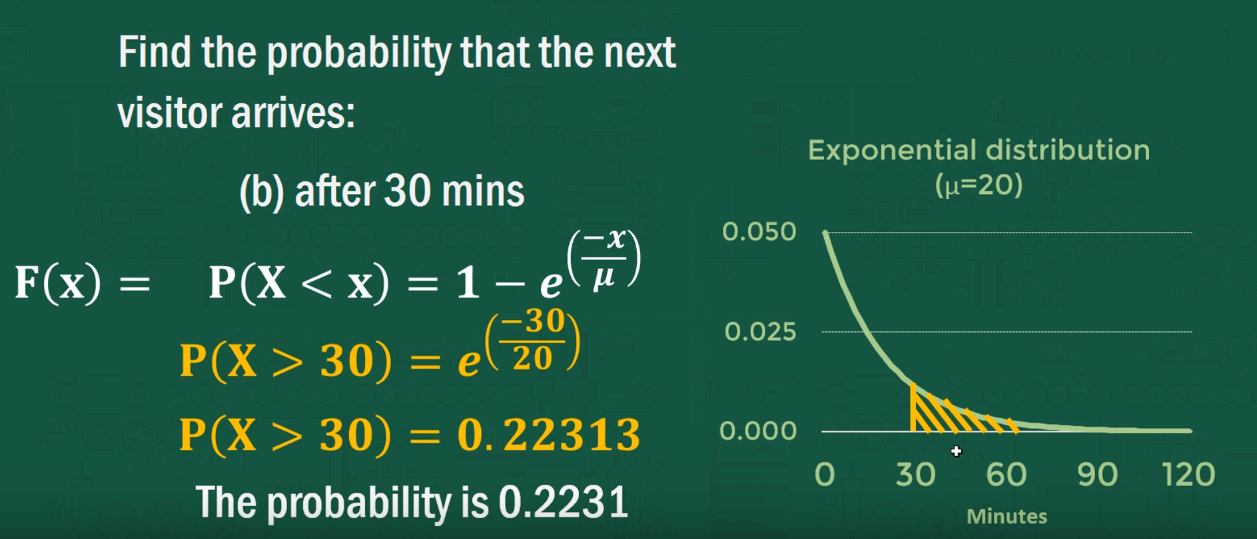 Find the probability that the next
visitor arrives:
(b) after 30 mins
F(x) = P(X < x) = 1 − e^(−x/μ)
P(X > 30) = e^(−30/20)
P(X > 30) = 0.22313
The probability is 0.2231
Exponential distribution
(μ=20)
0.050
0.025
0.000
0 30 60 90 120
Minutes